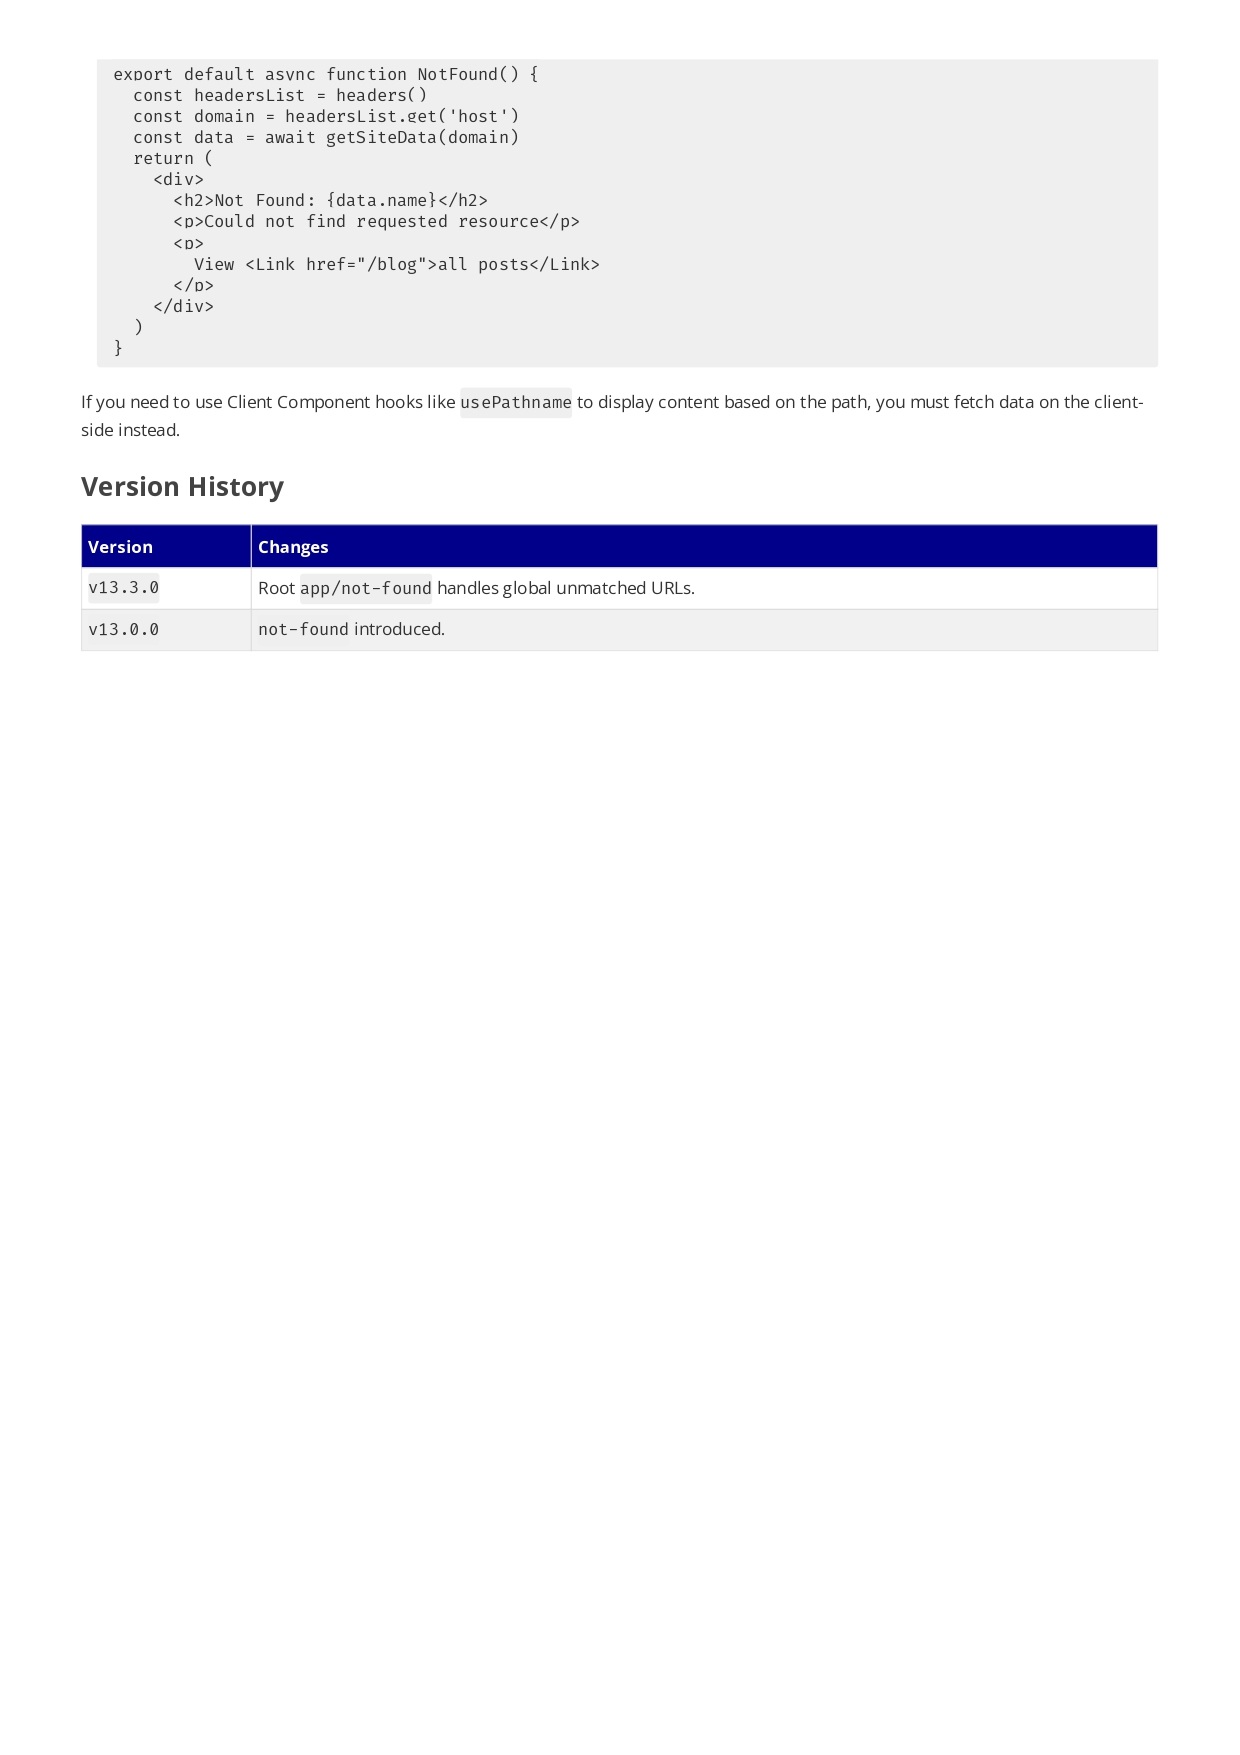 export default async function NotFound() {
  const headersList = headers()
  const domain = headersList.get('host')
  const data = await getSiteData(domain)
  return (
    <div>
      <h2>Not Found: {data.name}</h2>
      <p>Could not find requested resource</p>
      <p>
        View <Link href="/blog">all posts</Link>
      </p>
    </div>
  )
}
If you need to use Client Component hooks like usePathname to display content based on the path, you must fetch data on the client-
side instead.
Version History
Version Changes
v13.3.0 Root app/not-found handles global unmatched URLs.
v13.0.0 not-found introduced.